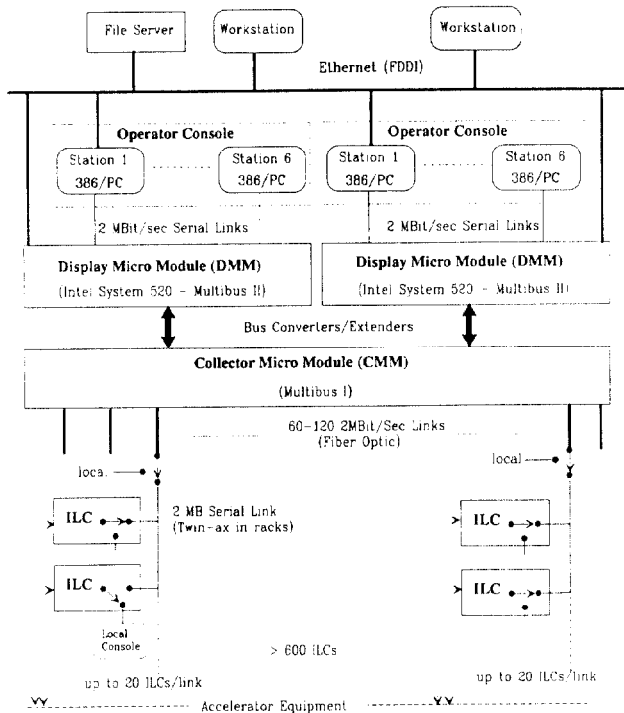 File Server
Workstation
Workstation
Ethernet (FDDI)
Operator Console
Operator Console
Station 1
386/PC
Station 6
386/PC
Station 1
386/PC
Station 6
386/PC
2 MBit/sec Serial Links
2 MBit/sec Serial Links
Display Micro Module (DMM)
(Intel System 520 - Multibus II)
Display Micro Module (DMM)
(Intel System 520 - Multibus II)
Bus Converters/Extenders
Collector Micro Module (CMM)
(Multibus I)
60-120 2MBit/Sec Links
(Fiber Optic)
local
local
ILC
2 MB Serial Link
(Twin-ax in racks)
ILC
ILC
ILC
Local
Console
> 600 ILCs
up to 20 ILCs/link
up to 20 ILCs/link
Accelerator Equipment